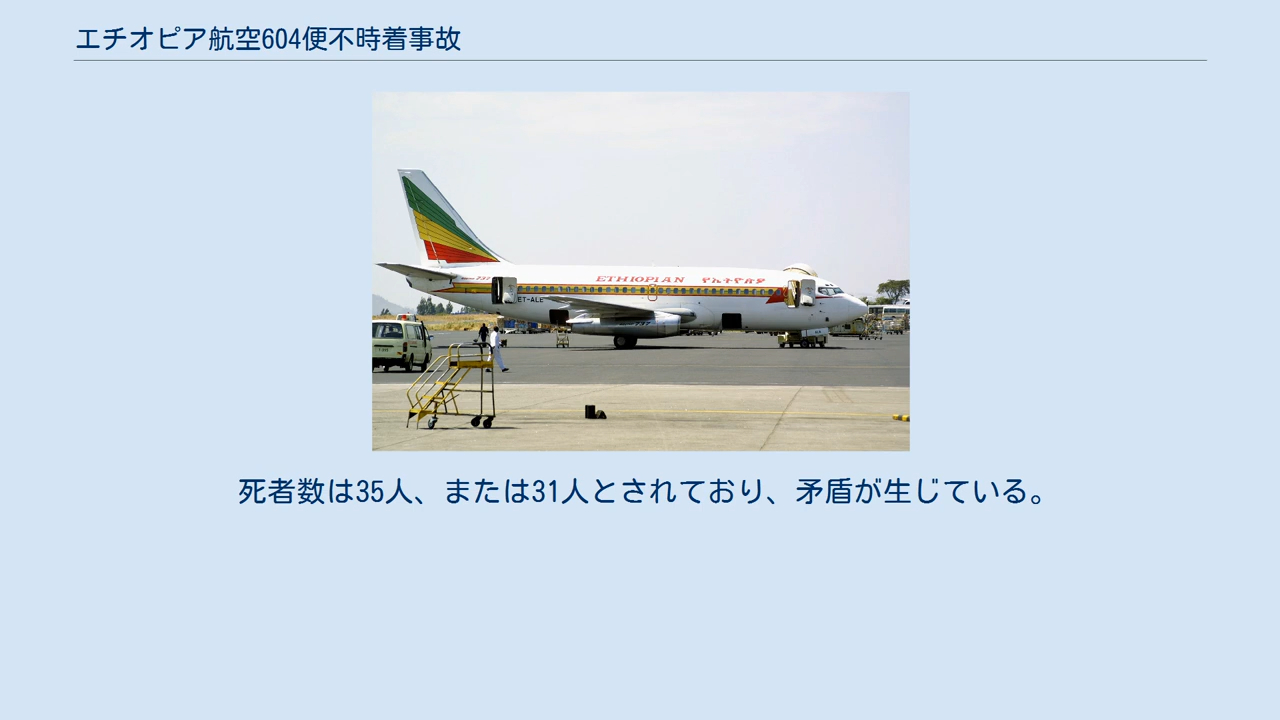 エチオピア航空604便不時着事故
ETHIOPIAN የኢትዮጵያ
ET-ALE
737
死者数は35人、または31人とされており、矛盾が生じている。